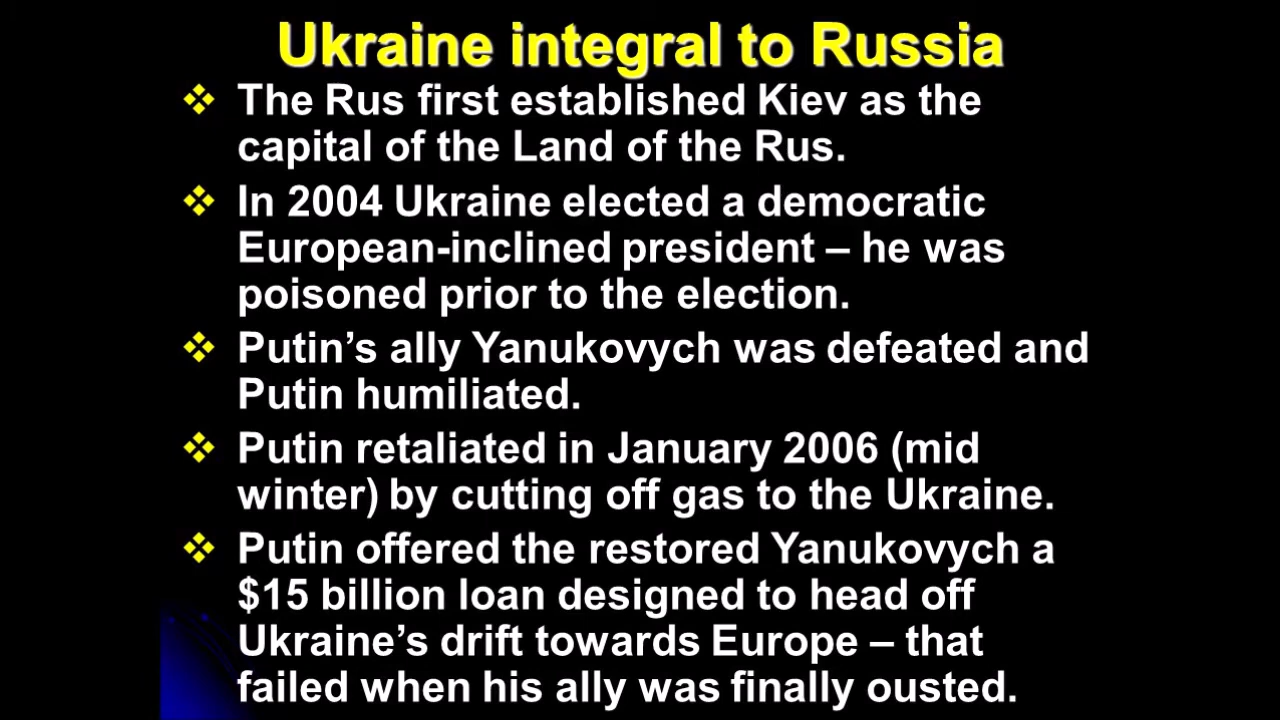 Ukraine integral to Russia
The Rus first established Kiev as the
capital of the Land of the Rus.
In 2004 Ukraine elected a democratic
European-inclined president – he was
poisoned prior to the election.
Putin’s ally Yanukovych was defeated and
Putin humiliated.
Putin retaliated in January 2006 (mid
winter) by cutting off gas to the Ukraine.
Putin offered the restored Yanukovych a
$15 billion loan designed to head off
Ukraine’s drift towards Europe – that
failed when his ally was finally ousted.